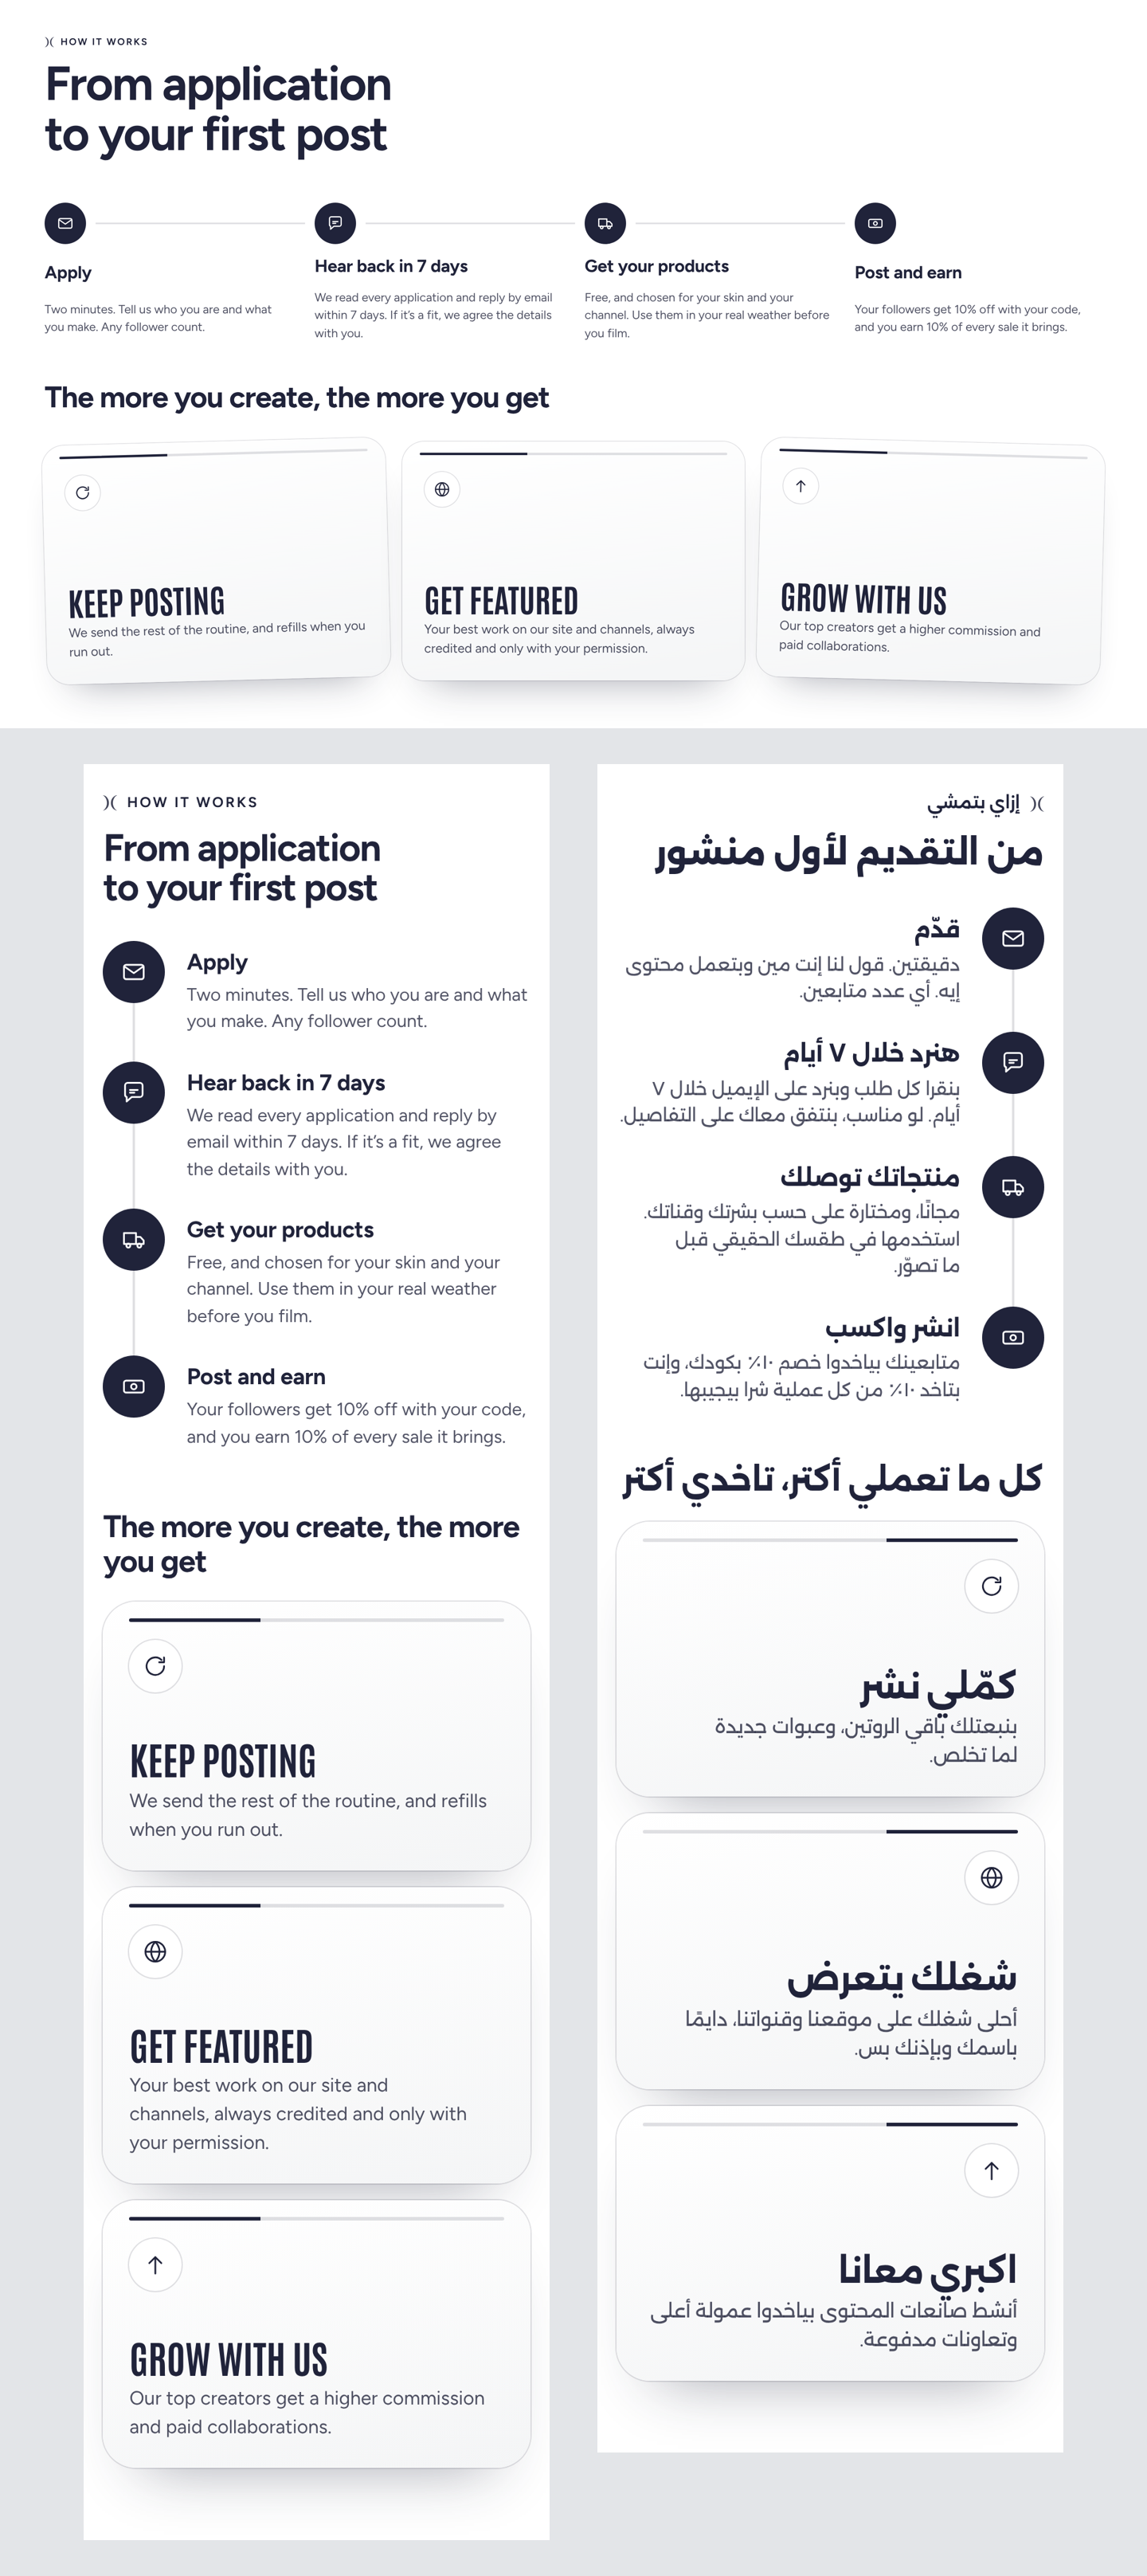 HOW IT WORKS
From application
to your first post
Apply
Two minutes. Tell us who you are and what
you make. Any follower count.
Hear back in 7 days
We read every application and reply by email
within 7 days. If it’s a fit, we agree the details
with you.
Get your products
Free, and chosen for your skin and your
channel. Use them in your real weather before
you film.
Post and earn
Your followers get 10% off with your code,
and you earn 10% of every sale it brings.
The more you create, the more you get
KEEP POSTING
We send the rest of the routine, and refills when you
run out.
GET FEATURED
Your best work on our site and channels, always
credited and only with your permission.
GROW WITH US
Our top creators get a higher commission and
paid collaborations.
HOW IT WORKS
From application
to your first post
Apply
Two minutes. Tell us who you are and what
you make. Any follower count.
Hear back in 7 days
We read every application and reply by
email within 7 days. If it’s a fit, we agree
the details with you.
Get your products
Free, and chosen for your skin and your
channel. Use them in your real weather
before you film.
Post and earn
Your followers get 10% off with your code,
and you earn 10% of every sale it brings.
The more you create, the more
you get
KEEP POSTING
We send the rest of the routine, and refills
when you run out.
GET FEATURED
Your best work on our site and
channels, always credited and only with
your permission.
GROW WITH US
Our top creators get a higher commission
and paid collaborations.
إزاي بتمشي
من التقديم لأول منشور
قدّم
دقيقتين. قول لنا إنت مين وبتعمل محتوى
إيه. أي عدد متابعين.
هنرد خلال ٧ أيام
بنقرا كل طلب وبنرد على الإيميل خلال ٧
أيام. لو مناسب، بنتفق معاك على التفاصيل.
منتجاتك توصلك
مجانًا، ومختارة على حسب بشرتك وقناتك.
استخدمها في طقسك الحقيقي قبل
ما تصوّر.
انشر واكسب
متابعينك بياخدوا خصم ١٠٪ بكودك، وإنت
بتاخد ١٠٪ من كل عملية شرا بيجيبها.
كل ما تعملي أكتر، تاخدي أكتر
كمّلي نشر
بنبعتلك باقي الروتين، وعبوات جديدة
لما تخلص.
شغلك يتعرض
أحلى شغلك على موقعنا وقنواتنا، دايمًا
باسمك وبإذنك بس.
اكبري معانا
أنشط صانعات المحتوى بياخدوا عمولة أعلى
وتعاونات مدفوعة.